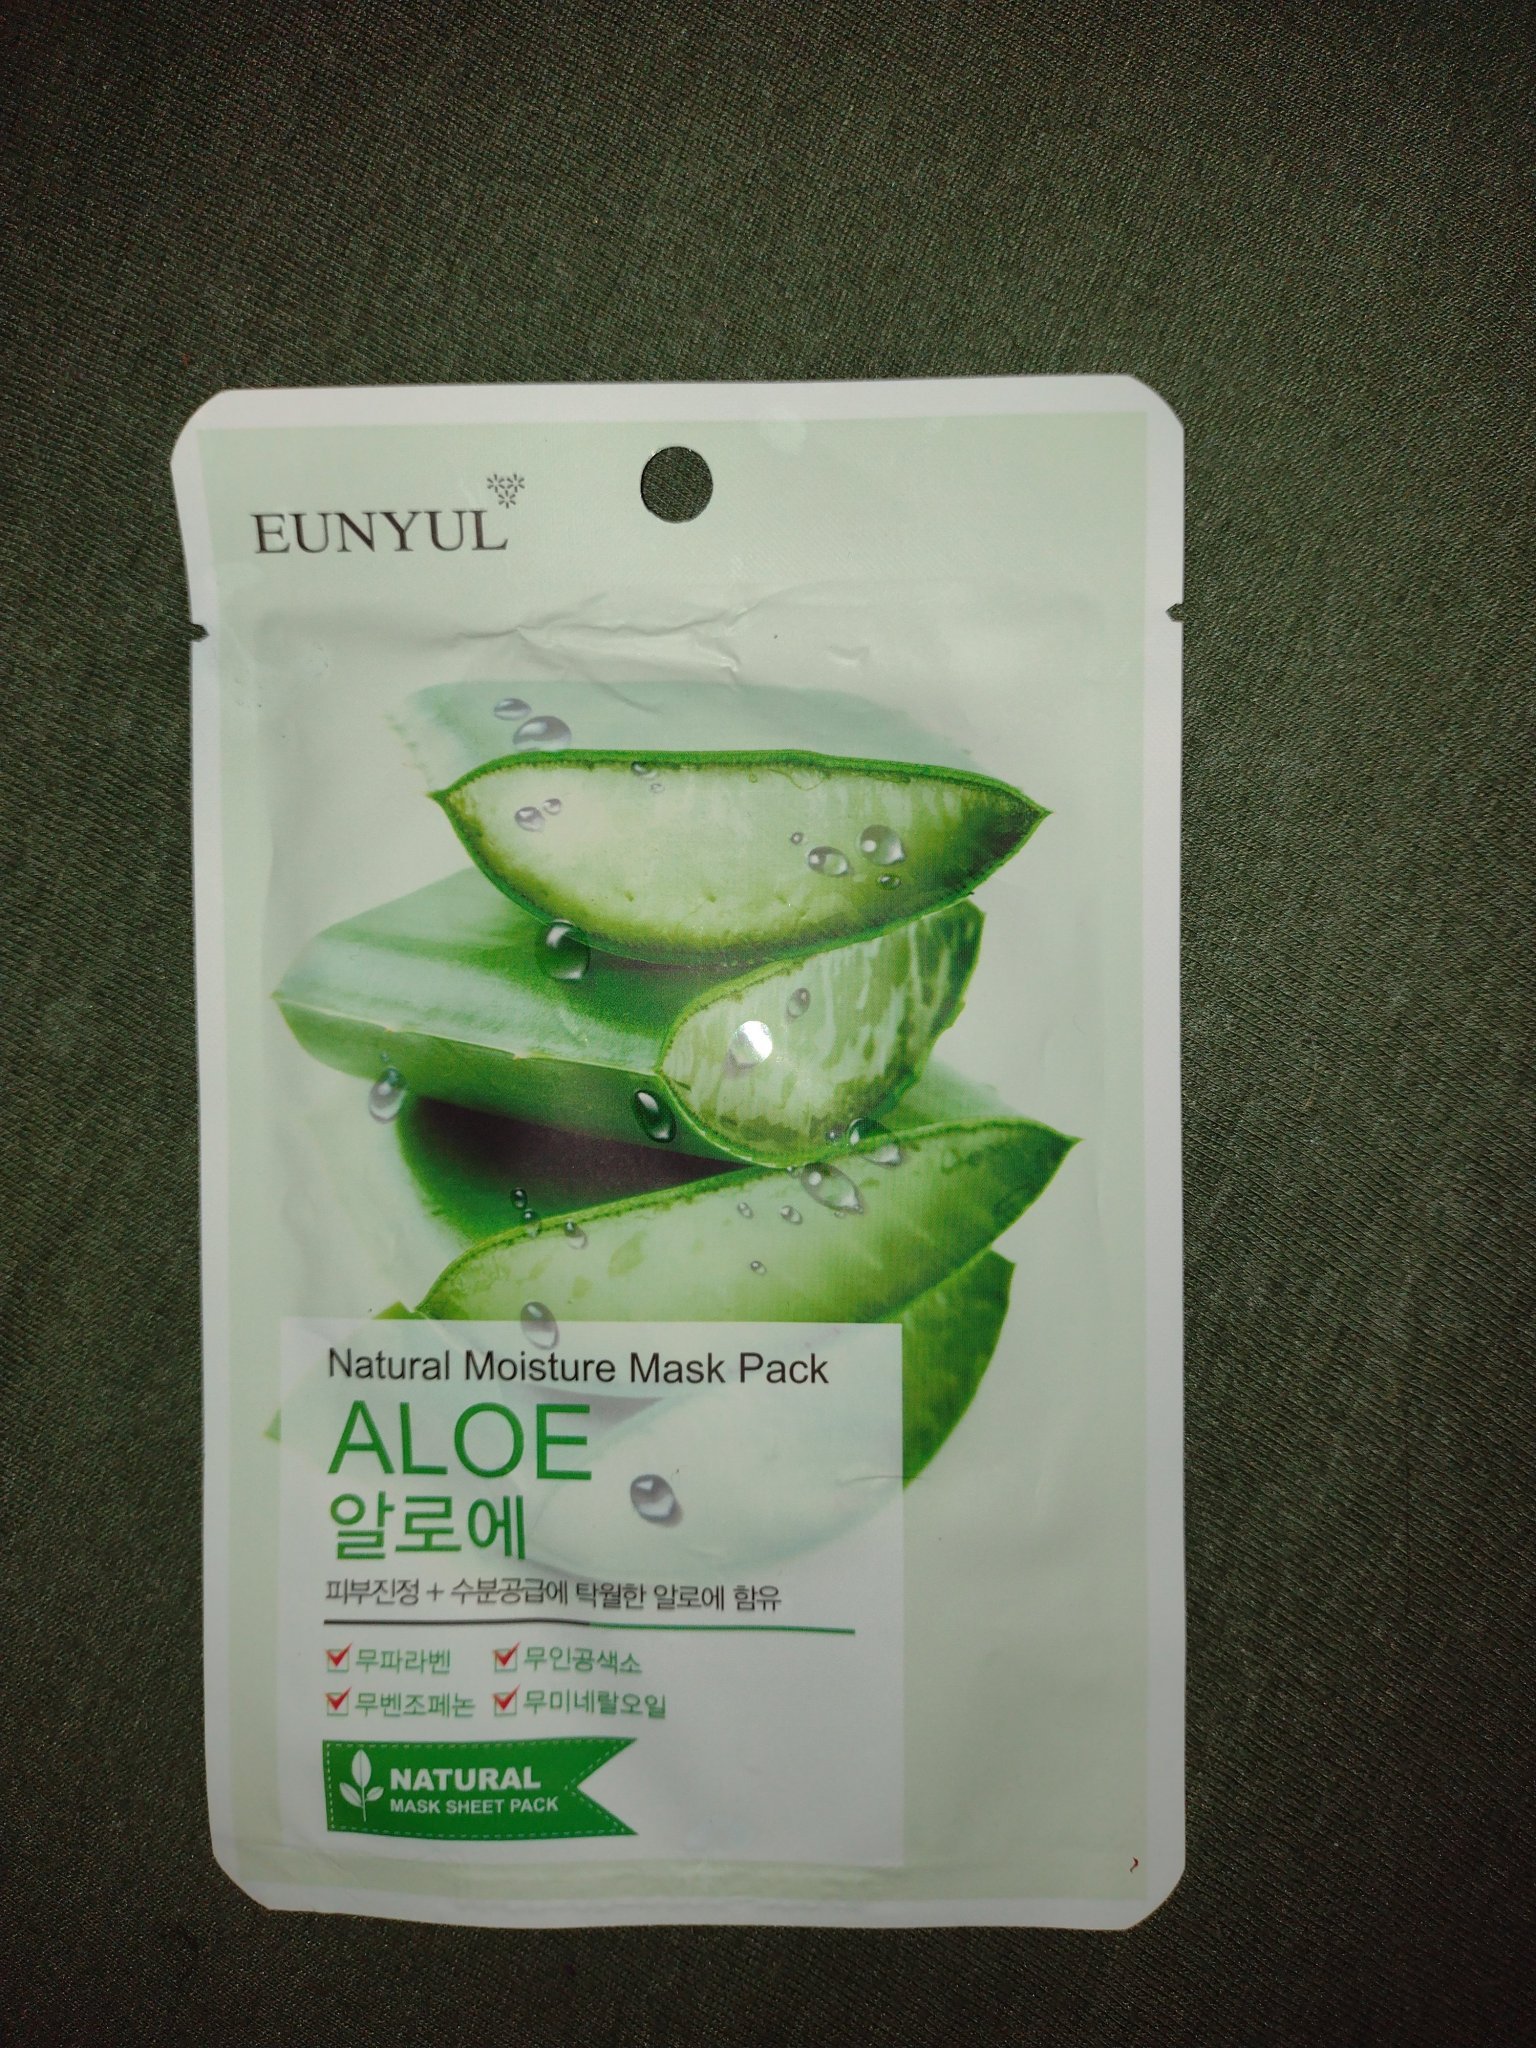 EUNYUL
Natural Moisture Mask Pack
ALOE
알로에
피부진정 + 수분공급에 탁월한 알로에 함유
무파라벤 무인공색소
무벤조페논 무미네랄오일
NATURAL
MASK SHEET PACK